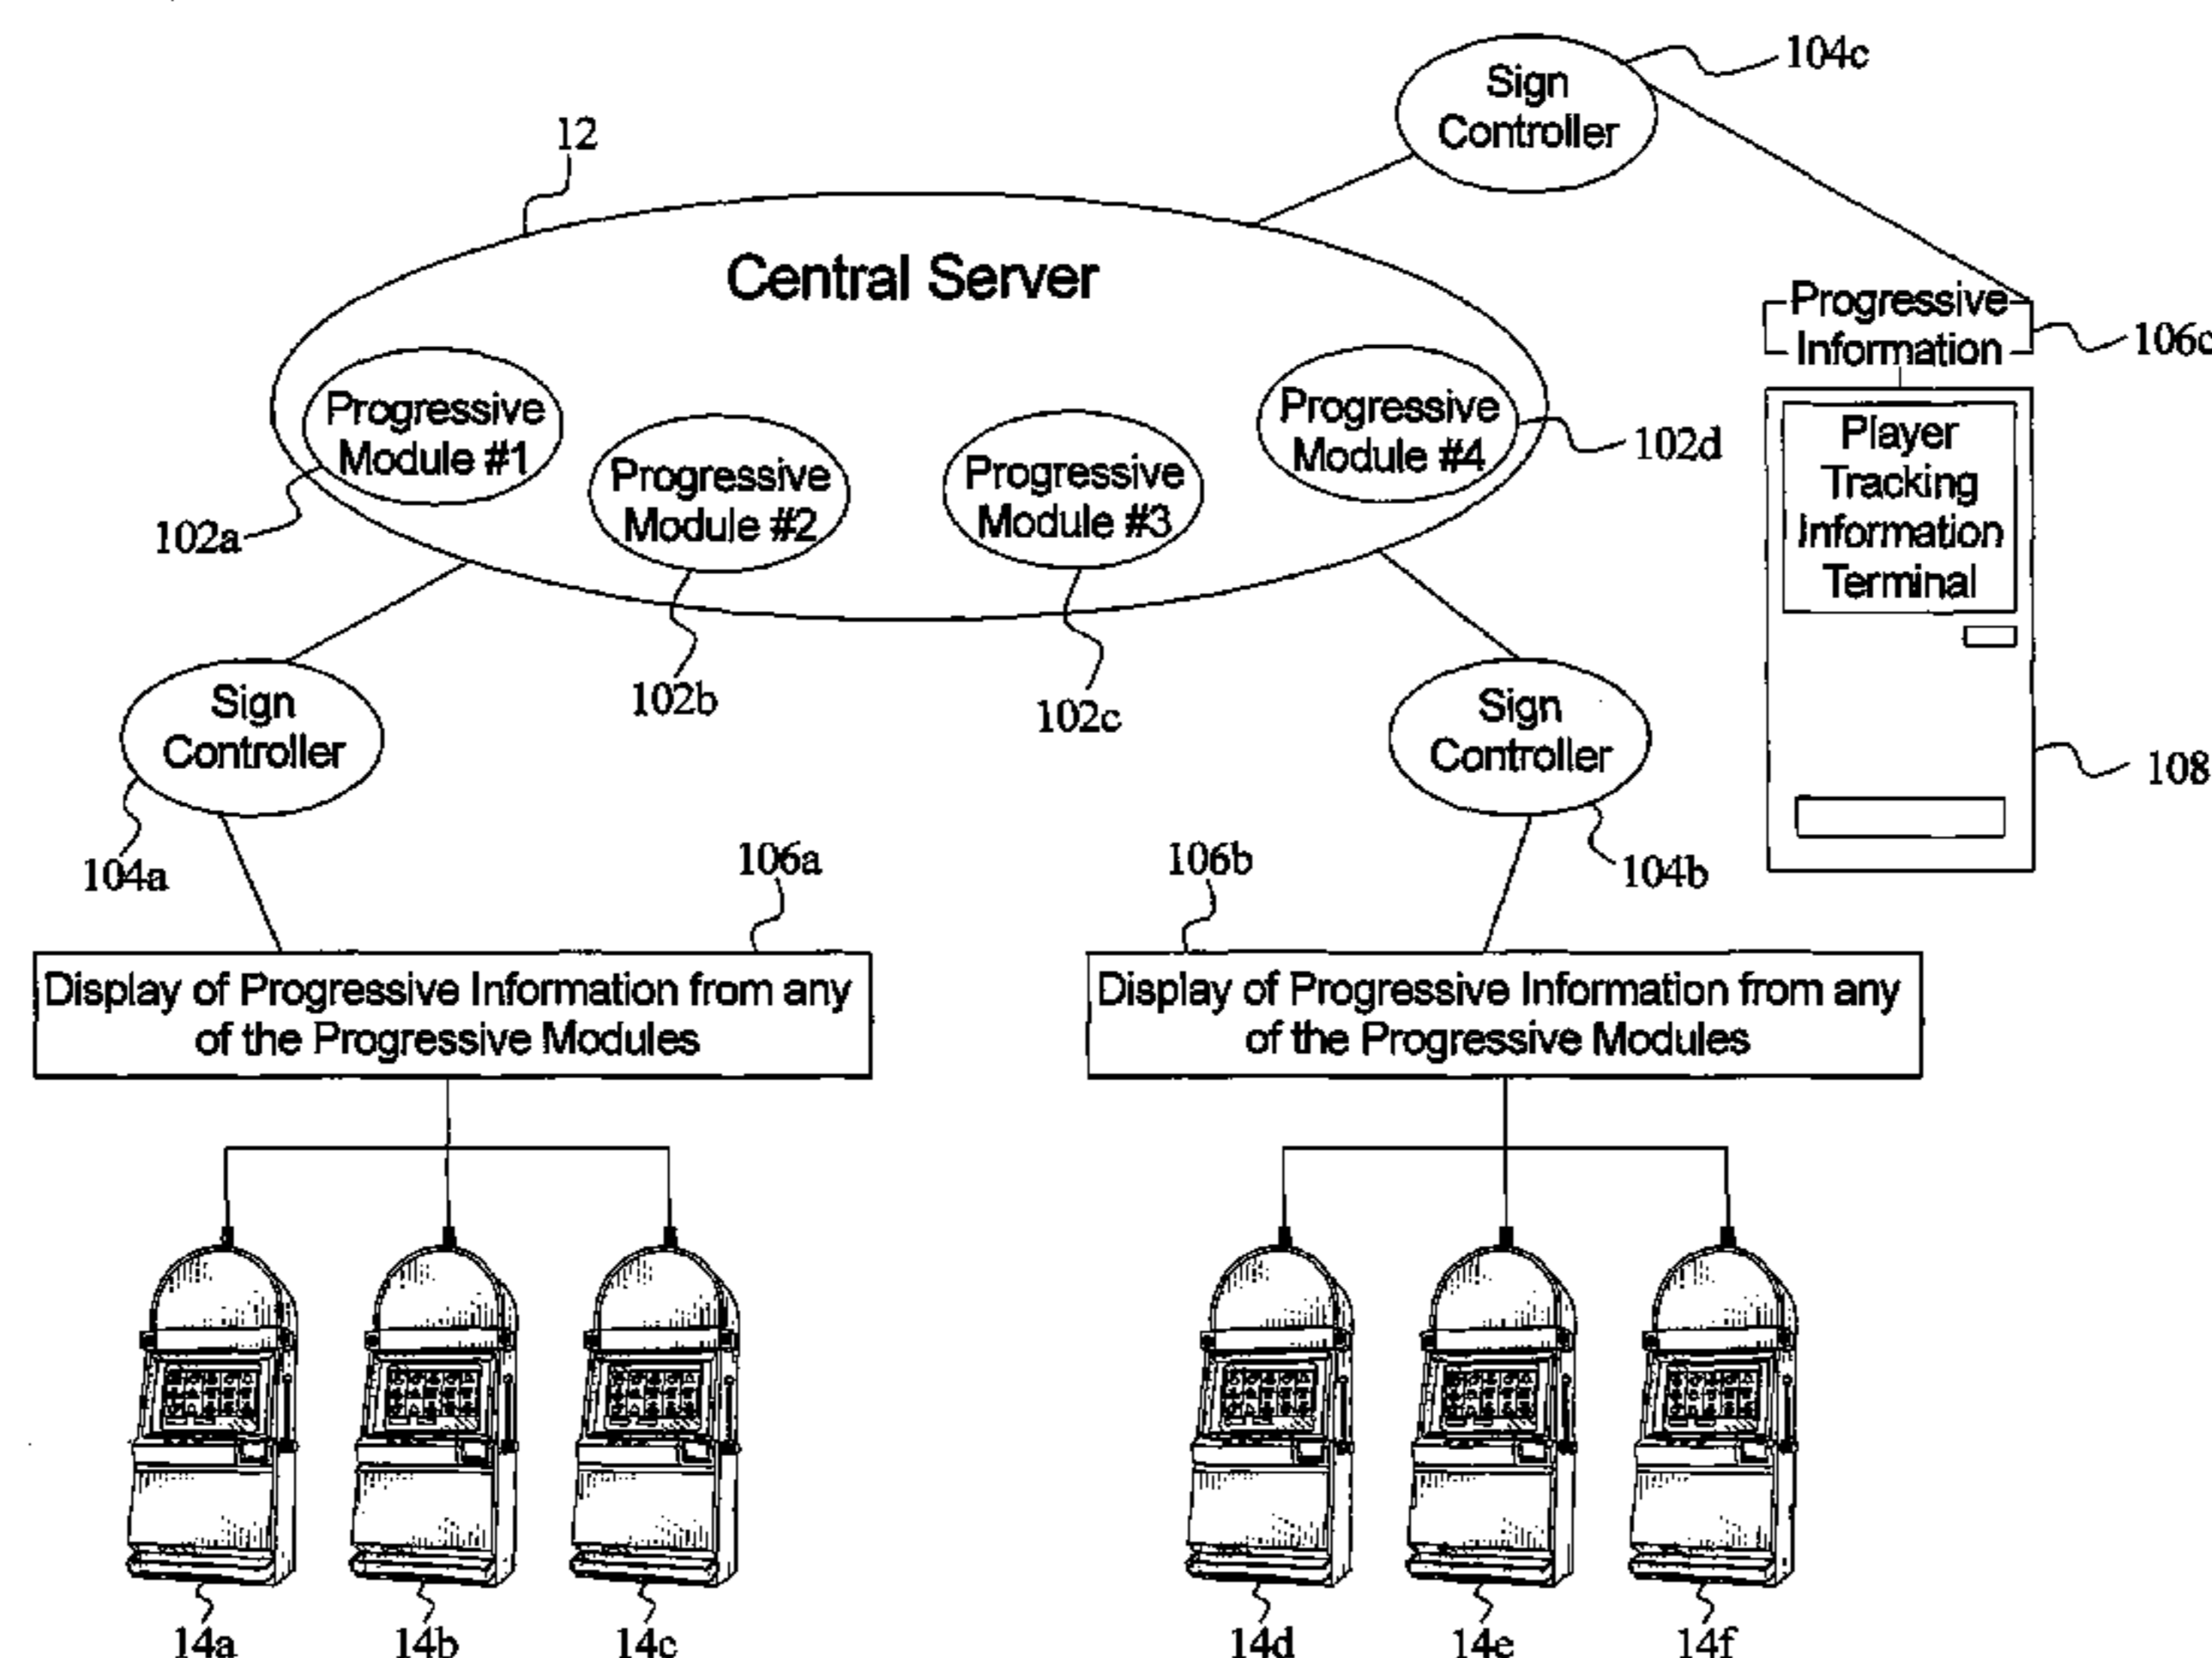 104c
Sign
Controller
12
Central Server
Progressive
Information
106c
Progressive
Module #1
Progressive
Module #2
Progressive
Module #3
Progressive
Module #4
102a
102b
102c
102d
Player
Tracking
Information
Terminal
108
Sign
Controller
104a
Sign
Controller
104b
106a
106b
Display of Progressive Information from any
of the Progressive Modules
Display of Progressive Information from any
of the Progressive Modules
14a
14b
14c
14d
14e
14f